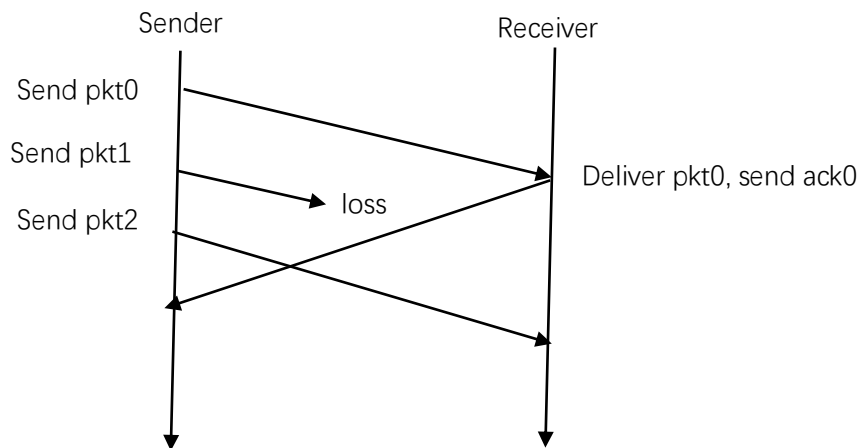 Sender
Receiver
Send pkt0
Send pkt1
Deliver pkt0, send ack0
loss
Send pkt2